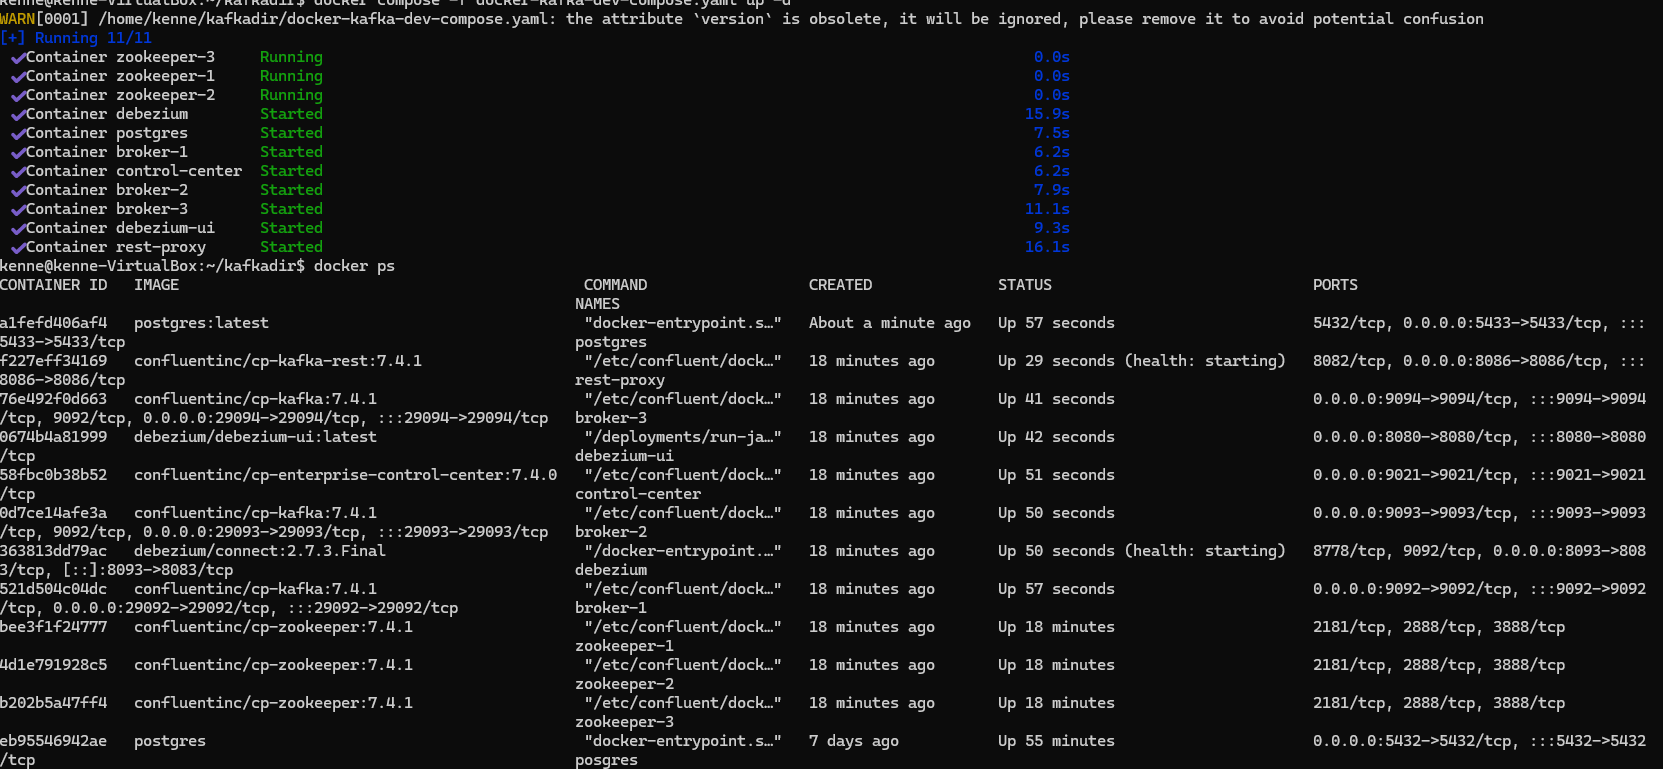 kenne@kenne-VirtualBox:~/kafkadir$ docker compose -f docker-kafka-dev-compose.yaml up -d
WARN[0001] /home/kenne/kafkadir/docker-kafka-dev-compose.yaml: the attribute `version` is obsolete, it will be ignored, please remove it to avoid potential confusion
[+] Running 11/11
✔Container zookeeper-3 Running 0.0s
✔Container zookeeper-1 Running 0.0s
✔Container zookeeper-2 Running 0.0s
✔Container debezium Started 15.9s
✔Container postgres Started 7.5s
✔Container broker-1 Started 6.2s
✔Container control-center Started 6.2s
✔Container broker-2 Started 7.9s
✔Container broker-3 Started 11.1s
✔Container debezium-ui Started 9.3s
✔Container rest-proxy Started 16.1s
kenne@kenne-VirtualBox:~/kafkadir$ docker ps
CONTAINER ID IMAGE COMMAND CREATED STATUS PORTS
NAMES
a1fefd406af4 postgres:latest "docker-entrypoint.s…" About a minute ago Up 57 seconds 5432/tcp, 0.0.0.0:5433->5433/tcp, :::
5433->5433/tcp postgres
f227eff34169 confluentinc/cp-kafka-rest:7.4.1 "/etc/confluent/dock…" 18 minutes ago Up 29 seconds (health: starting) 8082/tcp, 0.0.0.0:8086->8086/tcp, :::
8086->8086/tcp rest-proxy
76e492f0d663 confluentinc/cp-kafka:7.4.1 "/etc/confluent/dock…" 18 minutes ago Up 41 seconds 0.0.0.0:9094->9094/tcp, :::9094->9094
/tcp, 9092/tcp, 0.0.0.0:29094->29094/tcp, :::29094->29094/tcp broker-3
0674b4a81999 debezium/debezium-ui:latest "/deployments/run-ja…" 18 minutes ago Up 42 seconds 0.0.0.0:8080->8080/tcp, :::8080->8080
/tcp debezium-ui
58fbc0b38b52 confluentinc/cp-enterprise-control-center:7.4.0 "/etc/confluent/dock…" 18 minutes ago Up 51 seconds 0.0.0.0:9021->9021/tcp, :::9021->9021
/tcp control-center
0d7ce14afe3a confluentinc/cp-kafka:7.4.1 "/etc/confluent/dock…" 18 minutes ago Up 50 seconds 0.0.0.0:9093->9093/tcp, :::9093->9093
/tcp, 9092/tcp, 0.0.0.0:29093->29093/tcp, :::29093->29093/tcp broker-2
363813dd79ac debezium/connect:2.7.3.Final "/docker-entrypoint.…" 18 minutes ago Up 50 seconds (health: starting) 8778/tcp, 9092/tcp, 0.0.0.0:8093->808
3/tcp, [::]:8093->8083/tcp debezium
521d504c04dc confluentinc/cp-kafka:7.4.1 "/etc/confluent/dock…" 18 minutes ago Up 57 seconds 0.0.0.0:9092->9092/tcp, :::9092->9092
/tcp, 0.0.0.0:29092->29092/tcp, :::29092->29092/tcp broker-1
bee3f1f24777 confluentinc/cp-zookeeper:7.4.1 "/etc/confluent/dock…" 18 minutes ago Up 18 minutes 2181/tcp, 2888/tcp, 3888/tcp
zookeeper-1
4d1e791928c5 confluentinc/cp-zookeeper:7.4.1 "/etc/confluent/dock…" 18 minutes ago Up 18 minutes 2181/tcp, 2888/tcp, 3888/tcp
zookeeper-2
b202b5a47ff4 confluentinc/cp-zookeeper:7.4.1 "/etc/confluent/dock…" 18 minutes ago Up 18 minutes 2181/tcp, 2888/tcp, 3888/tcp
zookeeper-3
eb95546942ae postgres "docker-entrypoint.s…" 7 days ago Up 55 minutes 0.0.0.0:5432->5432/tcp, :::5432->5432
/tcp posgres